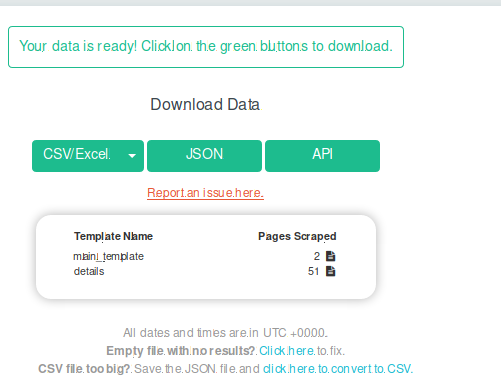 Your data is ready! Click on the green buttons to download.
Download Data
CSV/Excel
JSON
API
Report an issue here.
Template Name Pages Scraped
main_template 2
details 51
All dates and times are in UTC +0000.
Empty file with no results? Click here to fix.
CSV file too big? Save the JSON file and click here to convert to CSV.